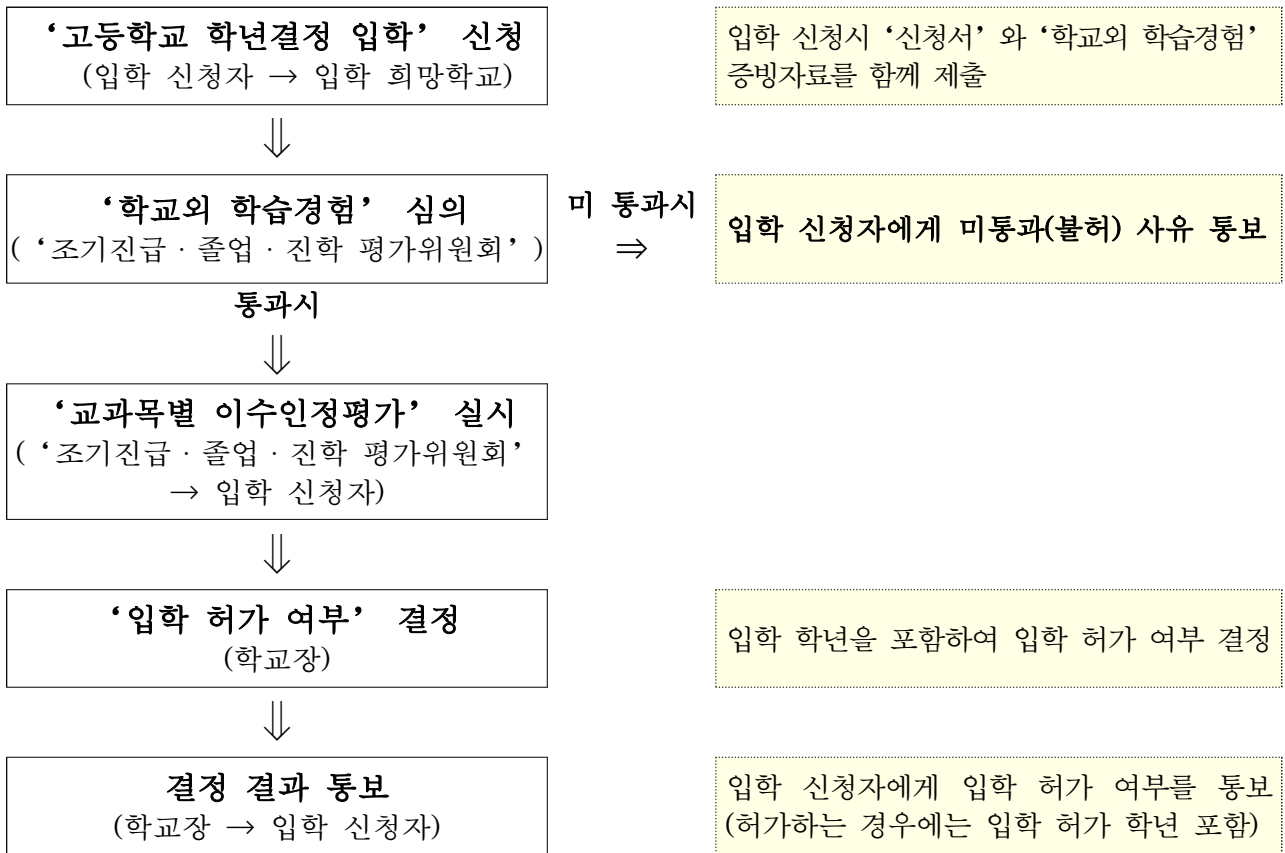 ‘고등학교 학년결정 입학’ 신청
(입학 신청자 → 입학 희망학교)
입학 신청시 ‘신청서’와 ‘학교외 학습경험’
증빙자료를 함께 제출
⇓
‘학교외 학습경험’ 심의
( ‘조기진급·졸업·진학 평가위원회’ )
미 통과시
⇒
입학 신청자에게 미통과(불허) 사유 통보
통과시
⇓
‘교과목별 이수인정평가’ 실시
( ‘조기진급·졸업·진학 평가위원회’
→ 입학 신청자)
⇓
‘입학 허가 여부’ 결정
(학교장)
입학 학년을 포함하여 입학 허가 여부 결정
⇓
결정 결과 통보
(학교장 → 입학 신청자)
입학 신청자에게 입학 허가 여부를 통보
(허가하는 경우에는 입학 허가 학년 포함)